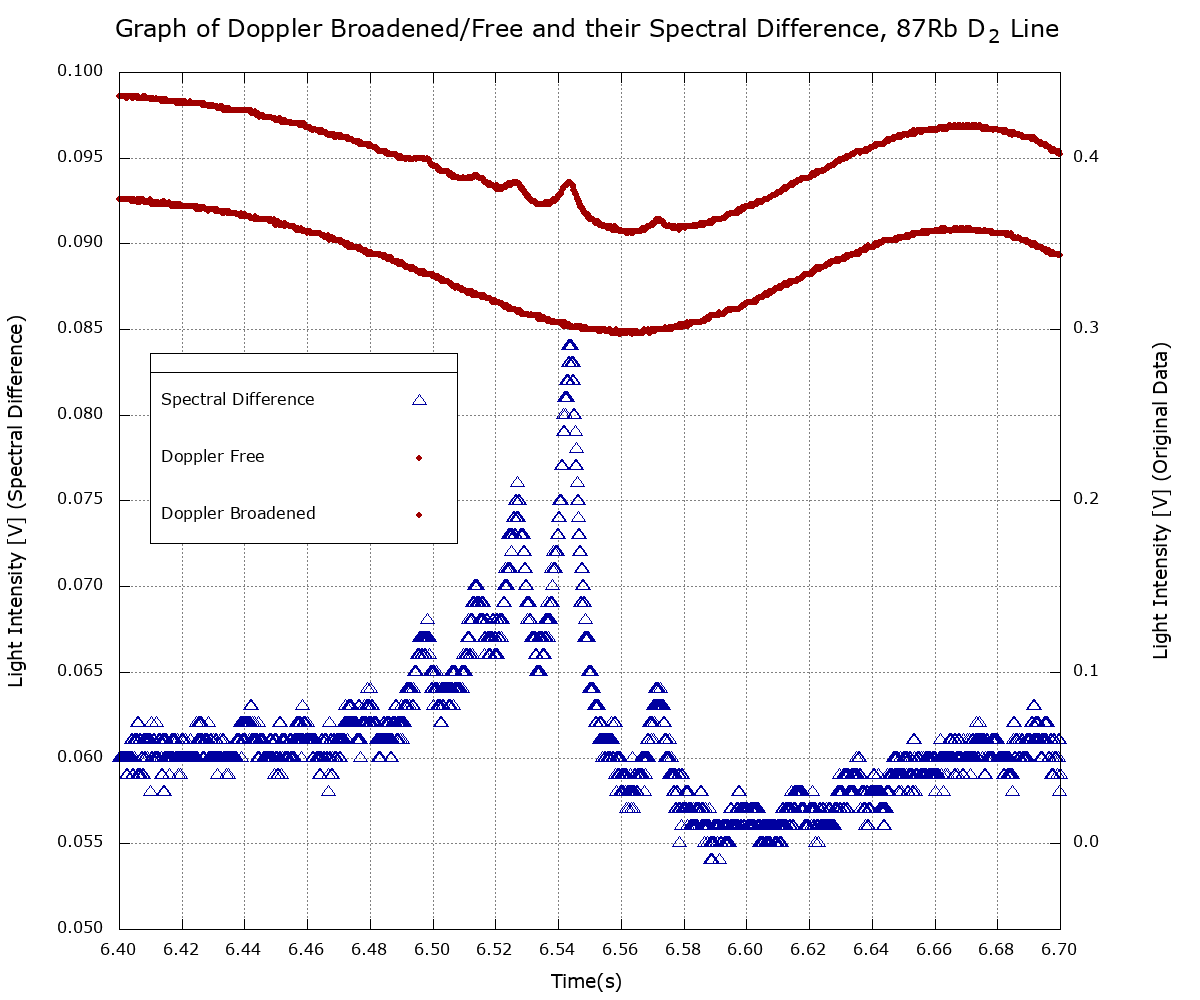 Graph of Doppler Broadened/Free and their Spectral Difference, 87Rb D2 Line
0.100
0.095
0.090
0.085
0.080
0.075
0.070
0.065
0.060
0.055
0.050
Light Intensity [V] (Spectral Difference)
Spectral Difference
Doppler Free
Doppler Broadened
0.4
0.3
0.2
0.1
0.0
Light Intensity [V] (Original Data)
6.40 6.42 6.44 6.46 6.48 6.50 6.52 6.54 6.56 6.58 6.60 6.62 6.64 6.66 6.68 6.70
Time(s)